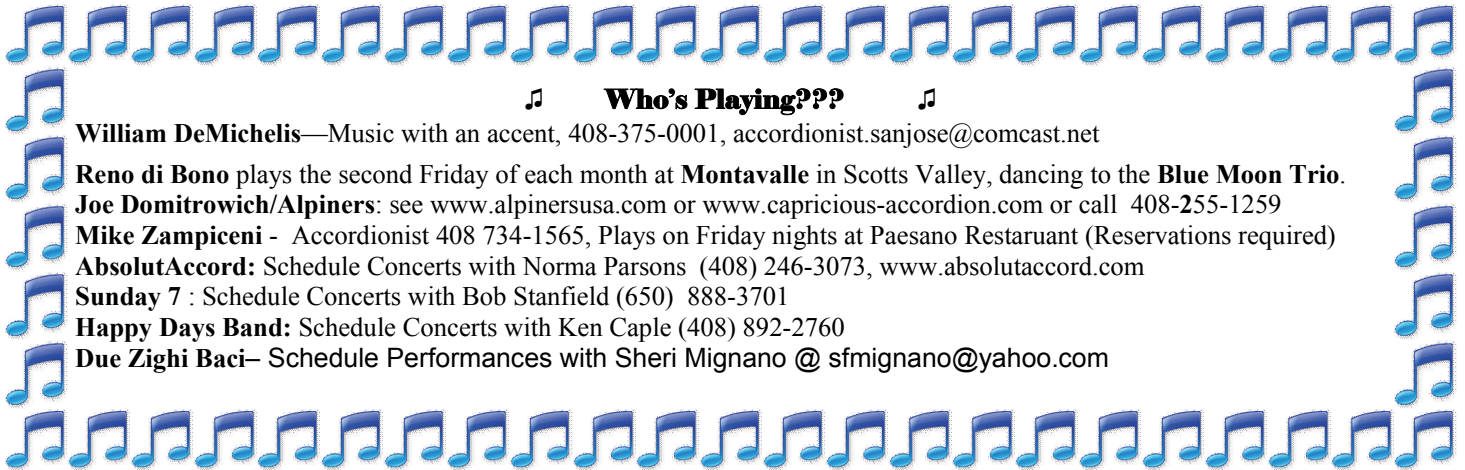 ♫ Who's Playing??? ♫
William DeMichelis—Music with an accent, 408-375-0001, accordionist.sanjose@comcast.net
Reno di Bono plays the second Friday of each month at Montavalle in Scotts Valley, dancing to the Blue Moon Trio.
Joe Domitrowich/Alpiners: see www.alpinersusa.com or www.capricious-accordion.com or call 408-255-1259
Mike Zampiceni - Accordionist 408 734-1565, Plays on Friday nights at Paesano Restaruant (Reservations required)
AbsolutAccord: Schedule Concerts with Norma Parsons (408) 246-3073, www.absolutaccord.com
Sunday 7 : Schedule Concerts with Bob Stanfield (650) 888-3701
Happy Days Band: Schedule Concerts with Ken Caple (408) 892-2760
Due Zighi Baci– Schedule Performances with Sheri Mignano @ sfmignano@yahoo.com